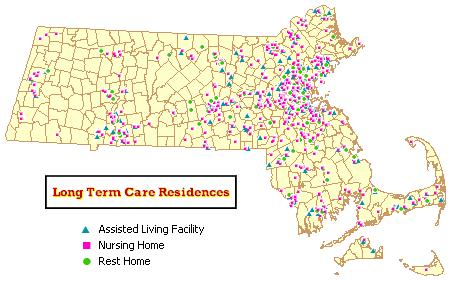 Long Term Care Residences
Assisted Living Facility
Nursing Home
Rest Home